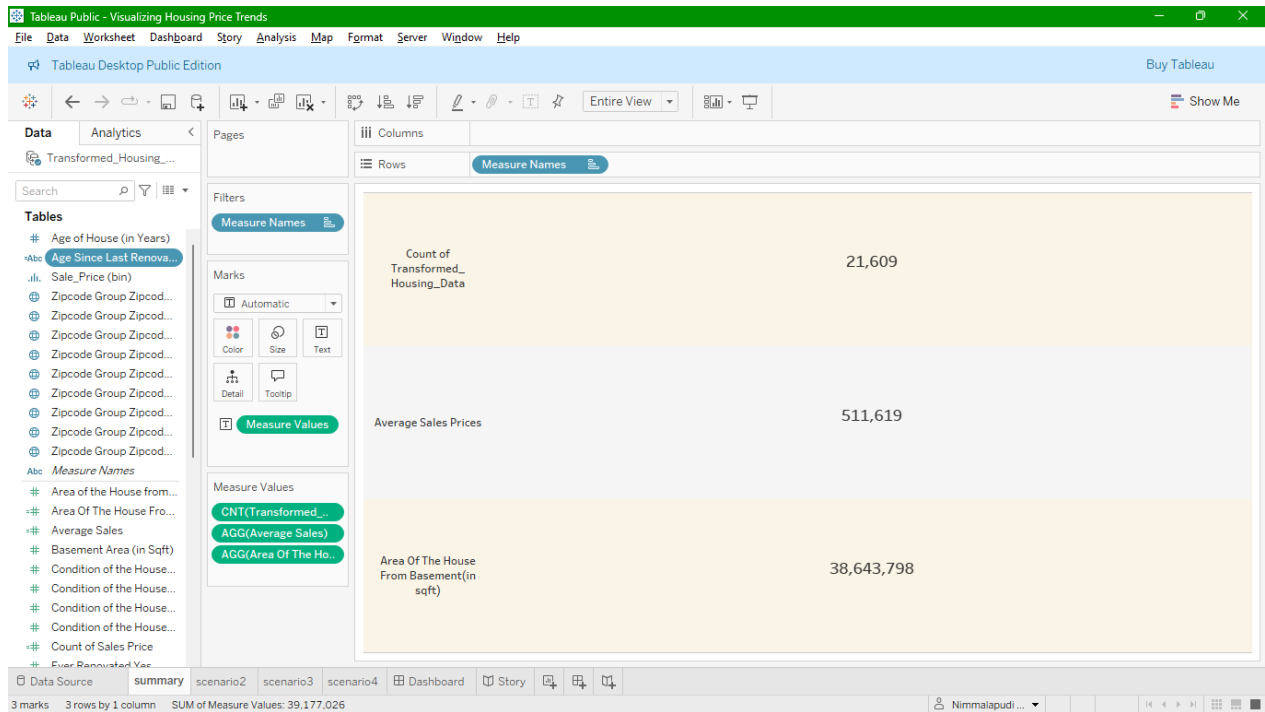 Tableau Public - Visualizing Housing Price Trends
File Data Worksheet Dashboard Story Analysis Map Format Server Window Help
Tableau Desktop Public Edition
Buy Tableau
Entire View
Show Me
Data Analytics
Transformed_Housing_...
Search
Tables
# Age of House (in Years)
=Abc Age Since Last Renova...
Sale_Price (bin)
Zipcode Group Zipcod...
Zipcode Group Zipcod...
Zipcode Group Zipcod...
Zipcode Group Zipcod...
Zipcode Group Zipcod...
Zipcode Group Zipcod...
Zipcode Group Zipcod...
Zipcode Group Zipcod...
Zipcode Group Zipcod...
Abc Measure Names
# Area of the House from...
=# Area Of The House Fro...
=# Average Sales
# Basement Area (in Sqft)
# Condition of the House...
# Condition of the House...
# Condition of the House...
# Condition of the House...
=# Count of Sales Price
# Ever Renovated Yes
Pages
Filters
Measure Names
Marks
T Automatic
Color Size Text
Detail Tooltip
T Measure Values
Measure Values
CNT(Transformed_..
AGG(Average Sales)
AGG(Area Of The Ho..
Columns
Rows Measure Names
Count of
Transformed_
Housing_Data
21,609
Average Sales Prices
511,619
Area Of The House
From Basement(in
sqft)
38,643,798
Data Source summary scenario2 scenario3 scenario4 Dashboard Story
3 marks 3 rows by 1 column SUM of Measure Values: 39,177,026
Nimmalapudi ...